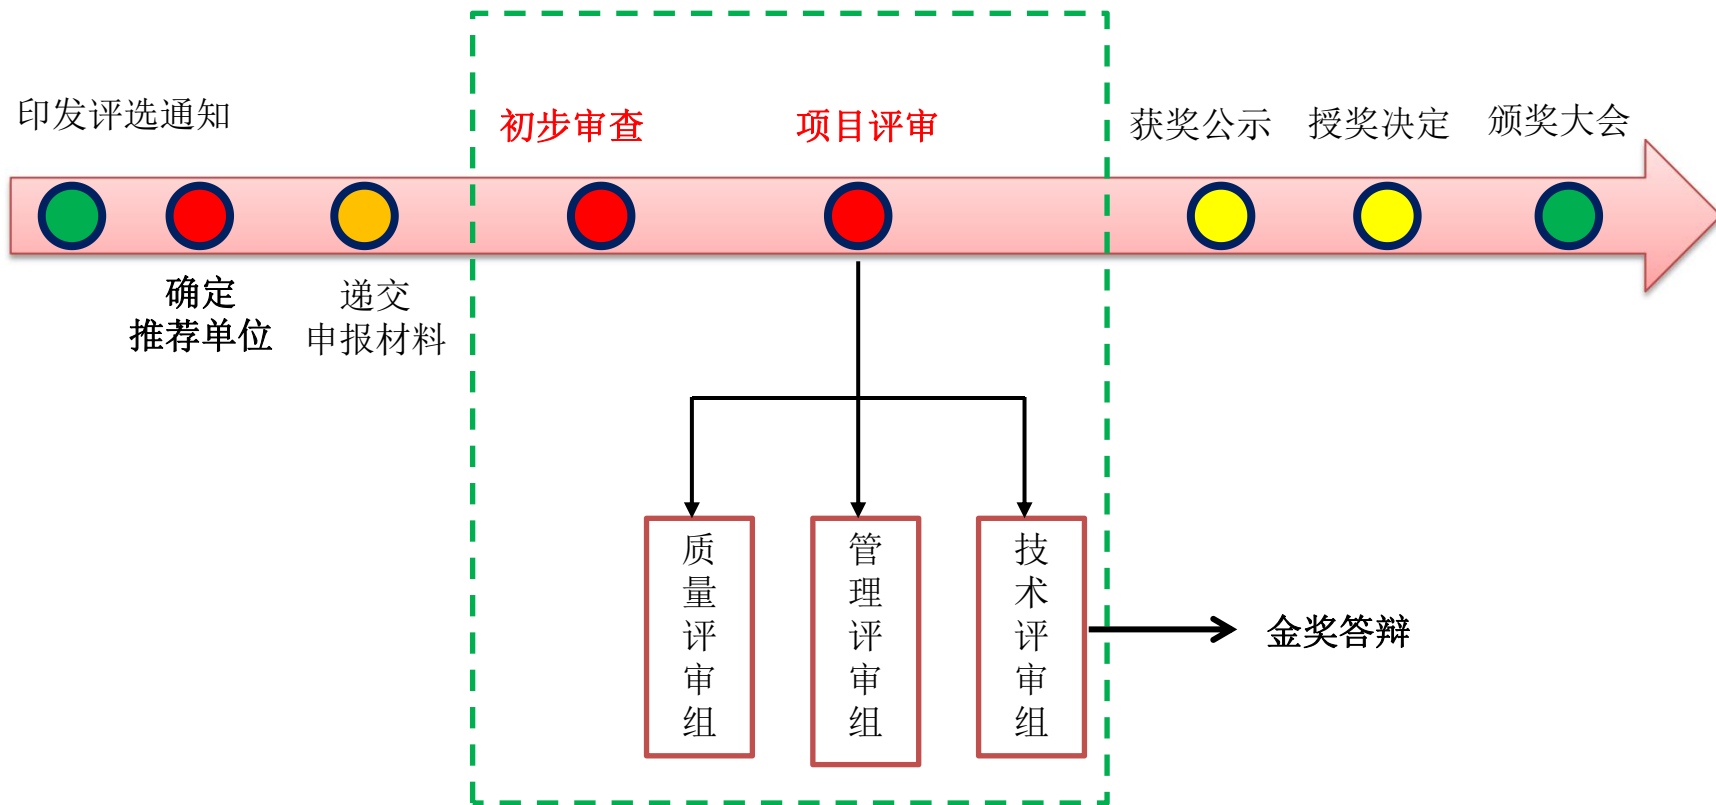 印发评选通知
初步审查
项目评审
获奖公示
授奖决定
颁奖大会
确定
推荐单位
递交
申报材料
质量评审组
管理评审组
技术评审组
金奖答辩